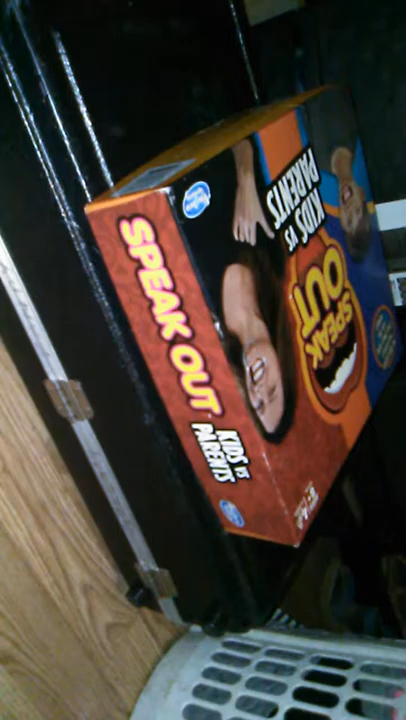 SPEAK OUT
KIDS VS
PARENTS
KIDS VS
PARENTS
SPEAK
OUT